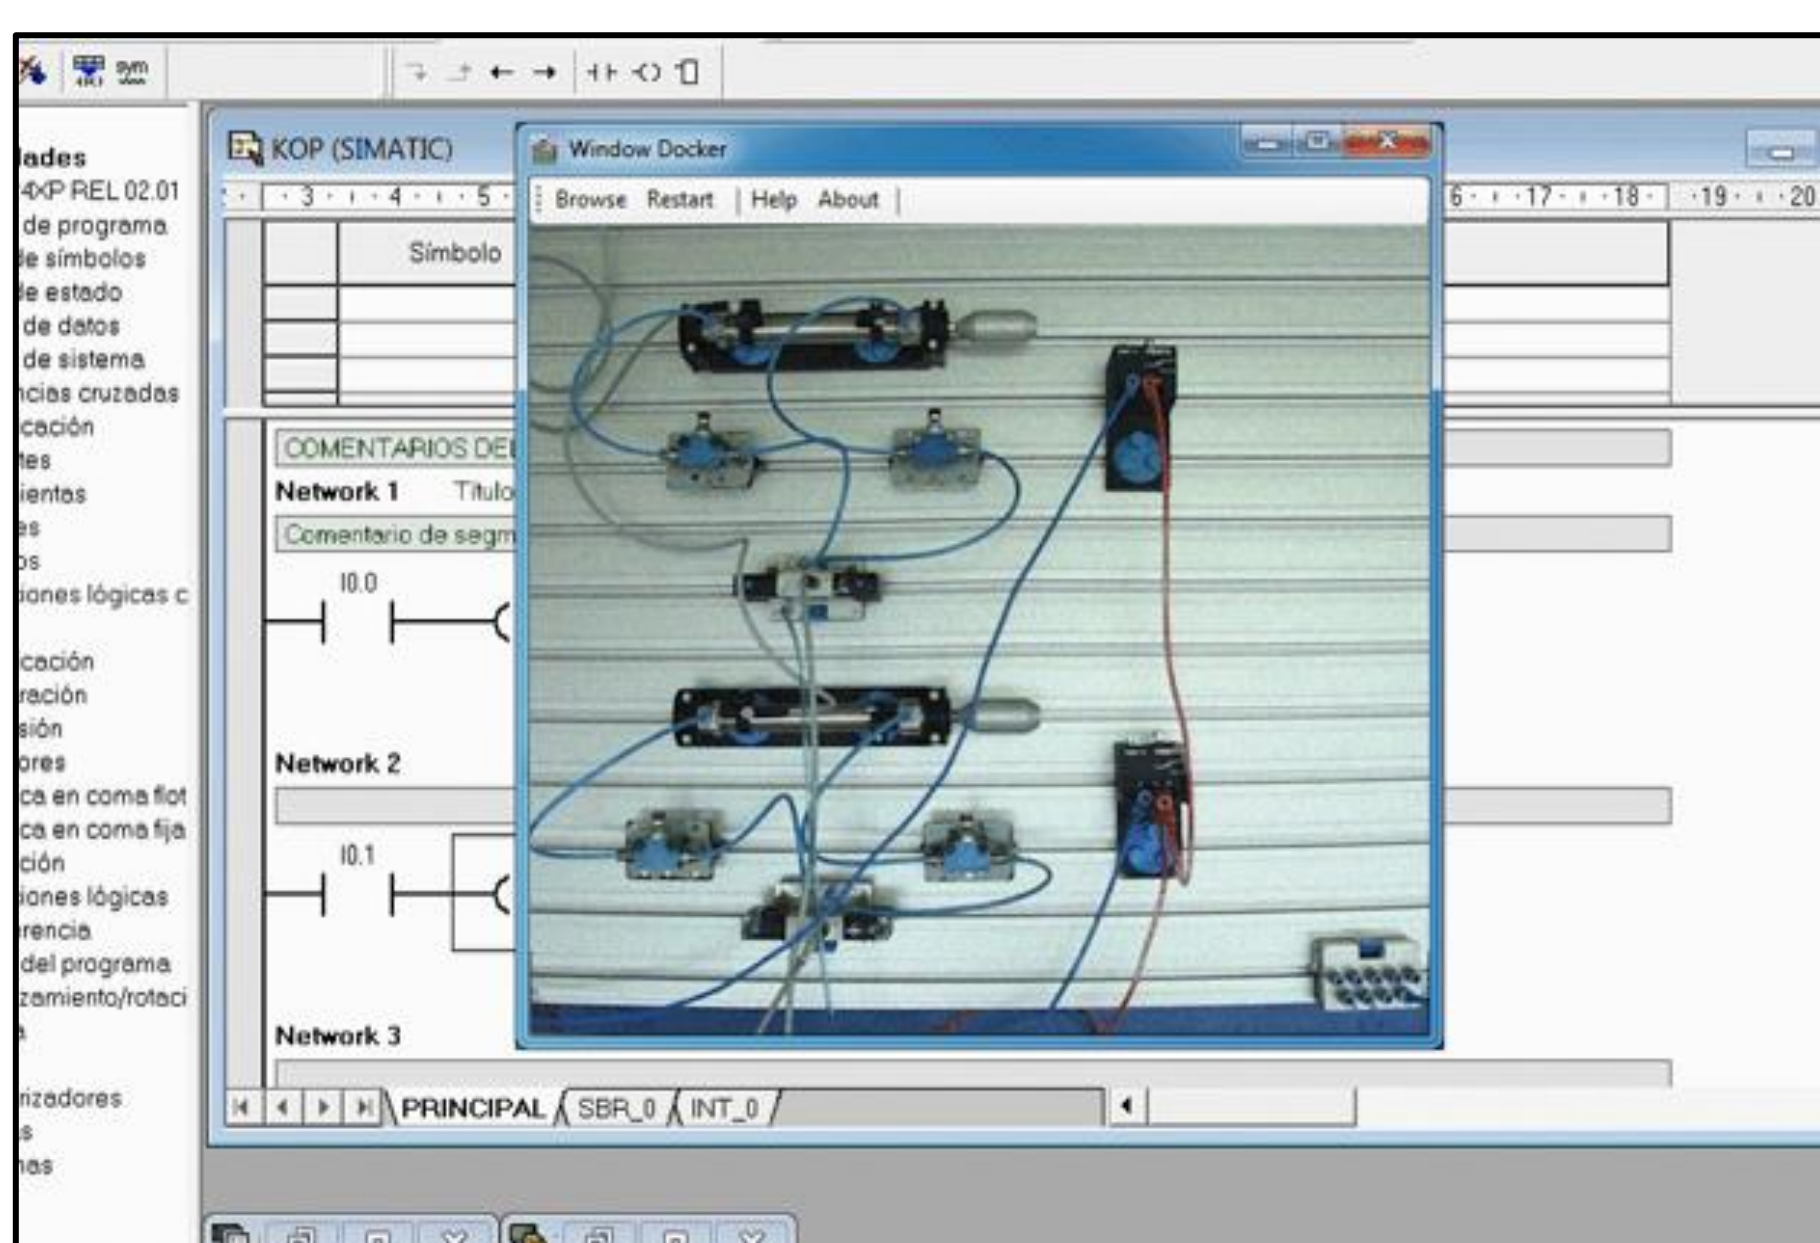 sym
lades
4XP REL 02.01
de programa
de símbolos
de estado
de datos
de sistema
ncias cruzadas
cación
tes
ientas
es
os
iones lógicas c
cación
ración
sión
ores
ca en coma flot
ca en coma fija
ción
iones lógicas
rencia
del programa
zamiento/rotaci
rizadores
s
nas
KOP (SIMATIC)
· 3 · ı · 4 · ı · 5 ·
6 · ı · 17 · ı · 18 · · 19 · ı · 20
Símbolo
COMENTARIOS DEL
Network 1 Título
Comentario de segm
I0.0
Network 2
I0.1
Network 3
PRINCIPAL SBR_0 INT_0
Window Docker
Browse Restart Help About